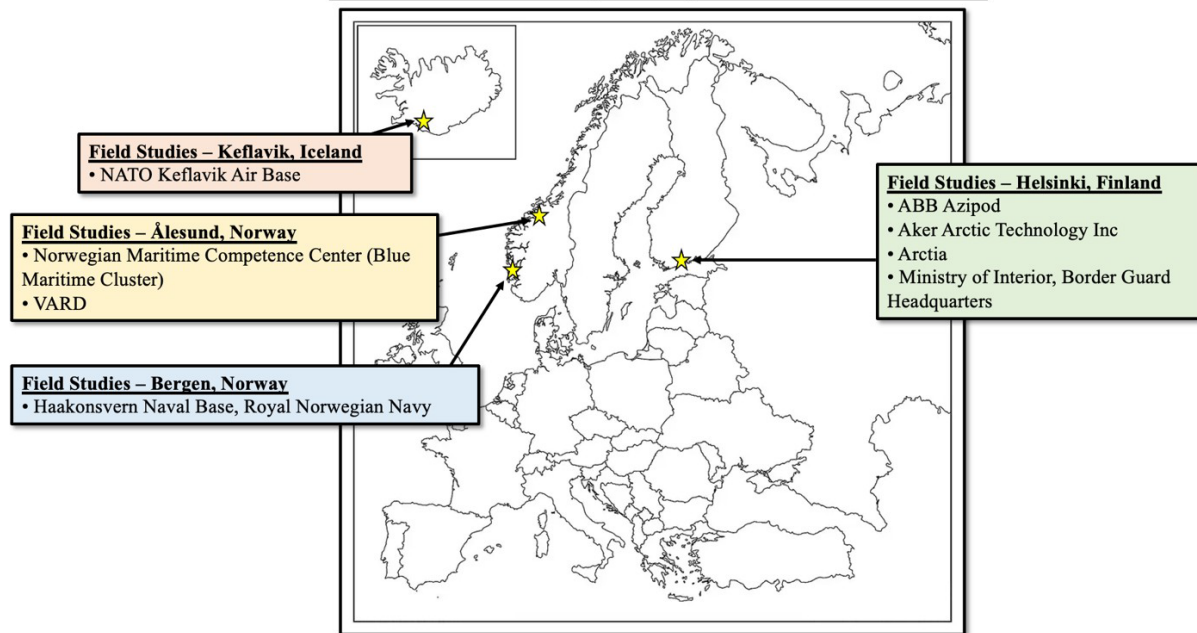 Field Studies – Keflavik, Iceland
• NATO Keflavik Air Base
Field Studies – Ålesund, Norway
• Norwegian Maritime Competence Center (Blue
Maritime Cluster)
• VARD
Field Studies – Bergen, Norway
• Haakonsvern Naval Base, Royal Norwegian Navy
Field Studies – Helsinki, Finland
• ABB Azipod
• Aker Arctic Technology Inc
• Arctia
• Ministry of Interior, Border Guard
Headquarters